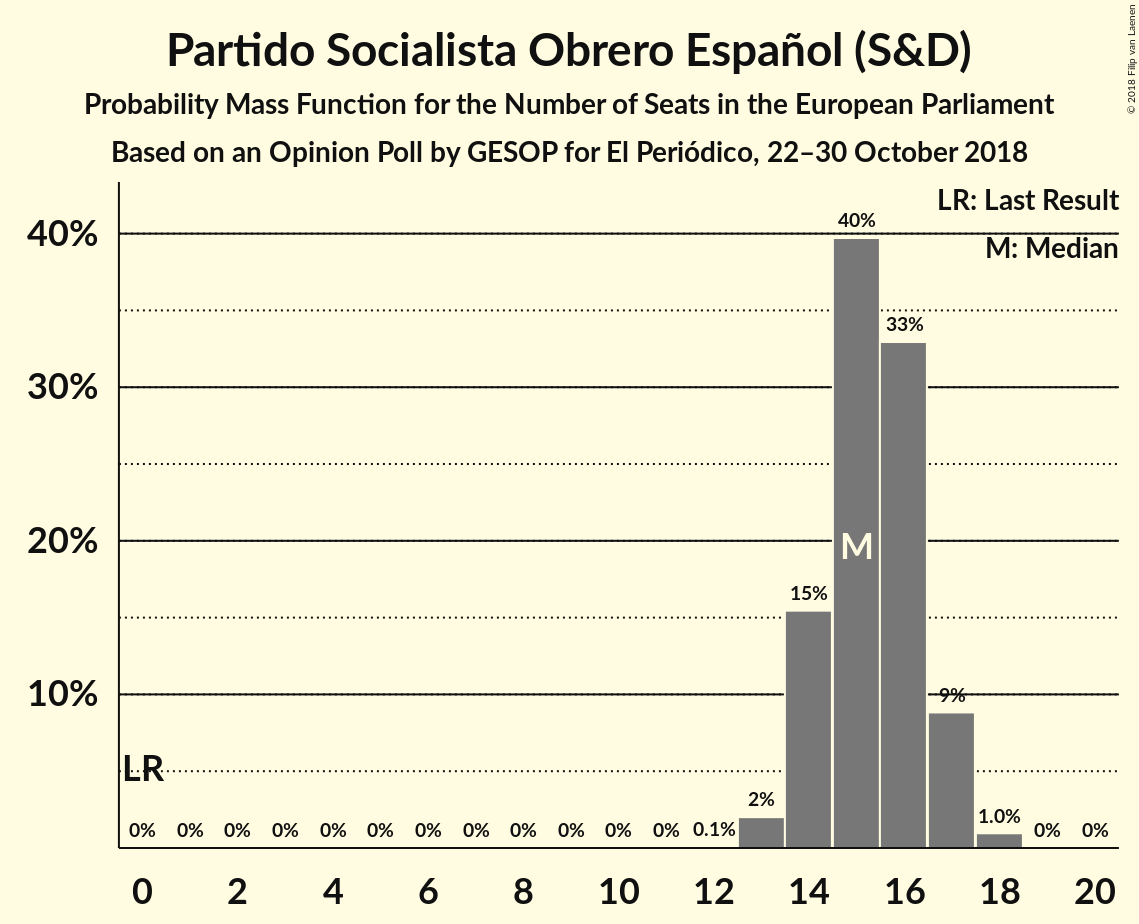 Partido Socialista Obrero Español (S&D)
Probability Mass Function for the Number of Seats in the European Parliament
Based on an Opinion Poll by GESOP for El Periódico, 22–30 October 2018
© 2018 Filip van Laenen
LR: Last Result
M: Median
40%
30%
20%
10%
LR
M
0% 0% 0% 0% 0% 0% 0% 0% 0% 0% 0% 0% 0.1% 2% 15% 40% 33% 9% 1.0% 0% 0%
0 2 4 6 8 10 12 14 16 18 20